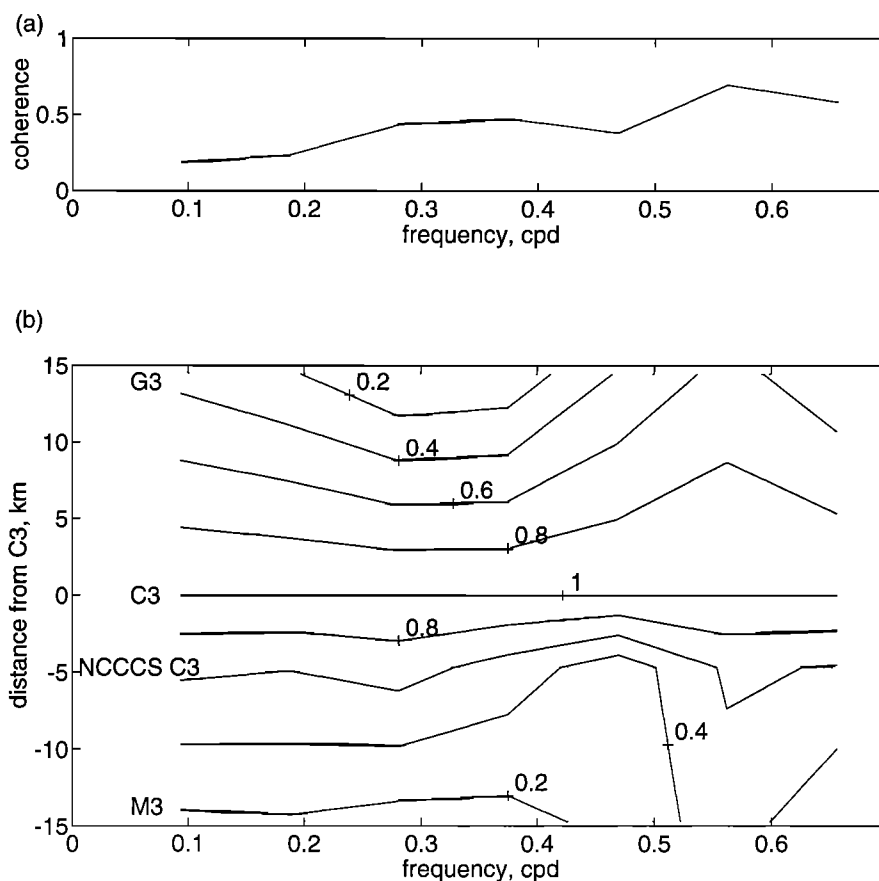 (a)
1
0.5
0
coherence
0 0.1 0.2 0.3 0.4 0.5 0.6
frequency, cpd
(b)
15
10
5
0
-5
-10
-15
distance from C3, km
G3
C3
NCCCS C3
M3
0.2
0.4
0.6
0.8
1
0.8
0.4
0.2
0 0.1 0.2 0.3 0.4 0.5 0.6
frequency, cpd